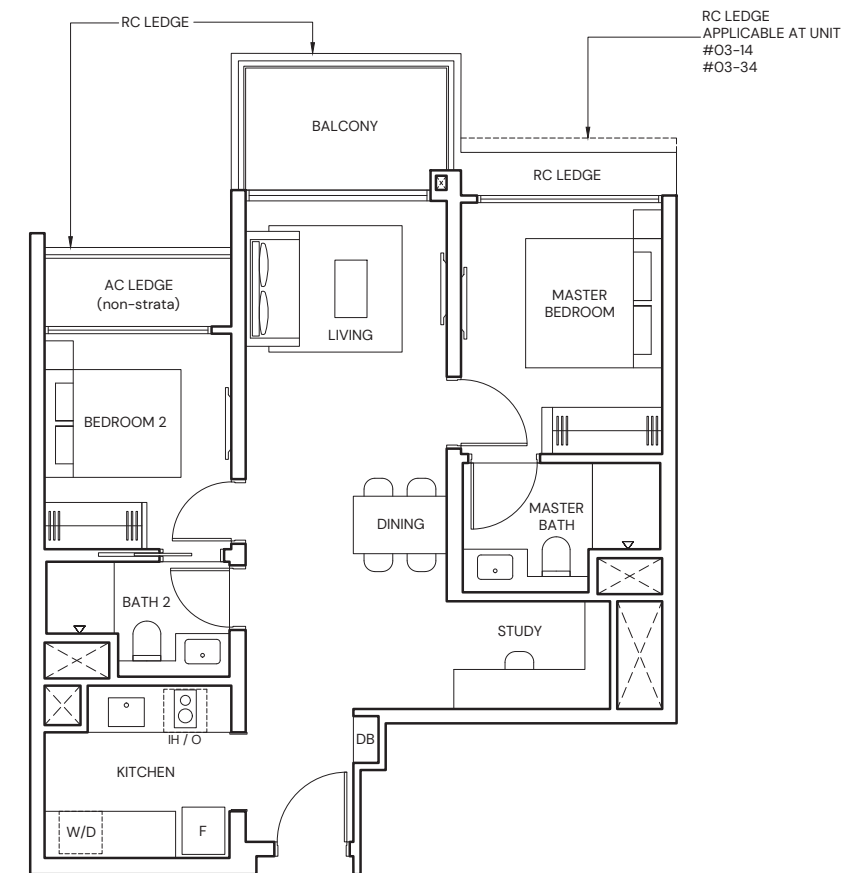 RC LEDGE
RC LEDGE
APPLICABLE AT UNIT
#03-14
#03-34
BALCONY
RC LEDGE
AC LEDGE
(non-strata)
MASTER
BEDROOM
LIVING
BEDROOM 2
MASTER
BATH
DINING
BATH 2
STUDY
IH / O
DB
KITCHEN
W/D
F